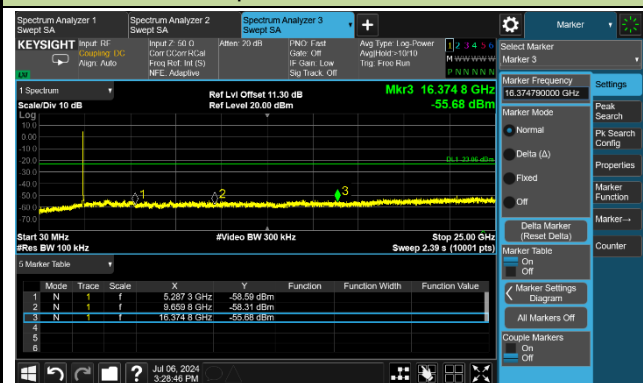 Spectrum Analyzer 1
Swept SA
Spectrum Analyzer 2
Swept SA
Spectrum Analyzer 3
Swept SA
Marker
KEYSIGHT
Input: RF
Coupling: DC
Align: Auto
Input Z: 50 Ω
Corr CCorr RCal
Freq Ref: Int (S)
NFE: Adaptive
Atten: 20 dB
PNO: Fast
Gate: Off
IF Gain: Low
Sig Track: Off
Avg Type: Log-Power
Avg|Hold:>10/10
Trig: Free Run
1 2 3 4 5 6
M W W W W W
P N N N N N
LV
1 Spectrum
Scale/Div 10 dB
Ref Lvl Offset 11.30 dB
Ref Level 20.00 dBm
Mkr3 16.374 8 GHz
-55.68 dBm
Log
10.0
0.00
-10.0
-20.0
-30.0
-40.0
-50.0
-60.0
-70.0
DL1 -23.06 dBm
1
2
3
Start 30 MHz
#Res BW 100 kHz
#Video BW 300 kHz
Stop 25.00 GHz
Sweep 2.39 s (10001 pts)
5 Marker Table
Mode Trace Scale X Y Function Function Width Function Value
1 N 1 f 5.287 3 GHz -58.59 dBm
2 N 1 f 9.659 8 GHz -58.31 dBm
3 N 1 f 16.374 8 GHz -55.68 dBm
4
5
6
Jul 06, 2024
3:28:46 PM
Select Marker
Marker 3
Marker Frequency
16.374790000 GHz
Marker Mode
Normal
Delta (Δ)
Fixed
Off
Delta Marker
(Reset Delta)
Marker Table
On
Off
Marker Settings
Diagram
All Markers Off
Couple Markers
On
Off
Settings
Peak
Search
Pk Search
Config
Properties
Marker
Function
Marker→
Counter